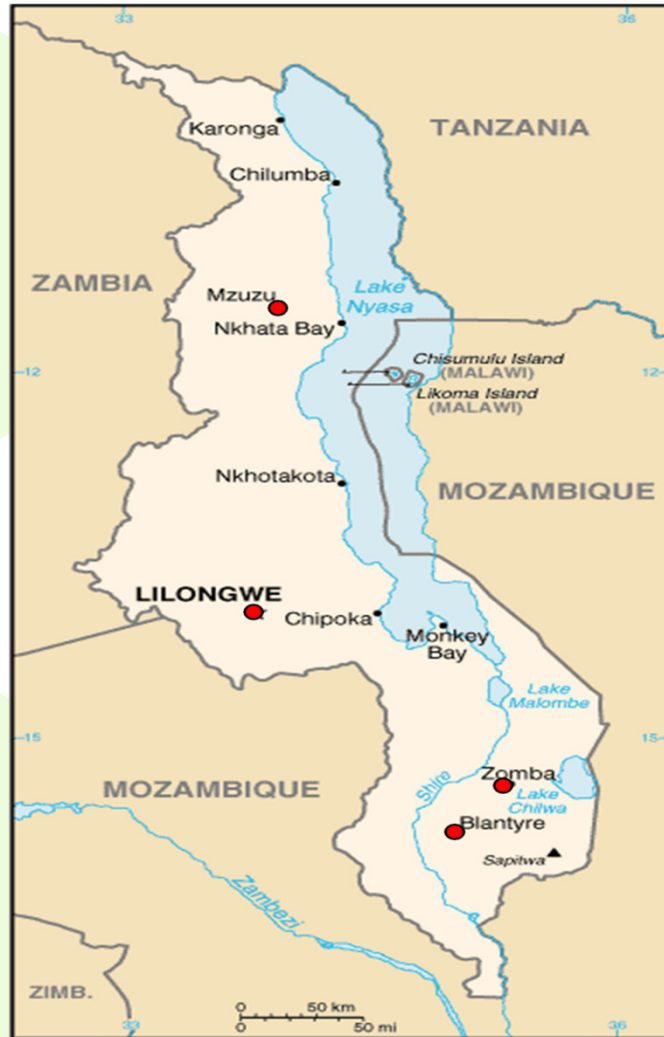 33
36
Karonga
TANZANIA
Chilumba
ZAMBIA
Mzuzu
Lake
Nyasa
Nkhata Bay
Chisumulu Island
(MALAWI)
12
12
Likoma Island
(MALAWI)
Nkhotakota
MOZAMBIQUE
LILONGWE
Chipoka
Monkey
Bay
Lake
Malombe
15
15
MOZAMBIQUE
Shire
Zomba
Lake
Chilwa
Blantyre
Sapitwa
Zambezi
ZIMB.
0
50 km
0
50 mi
33
36